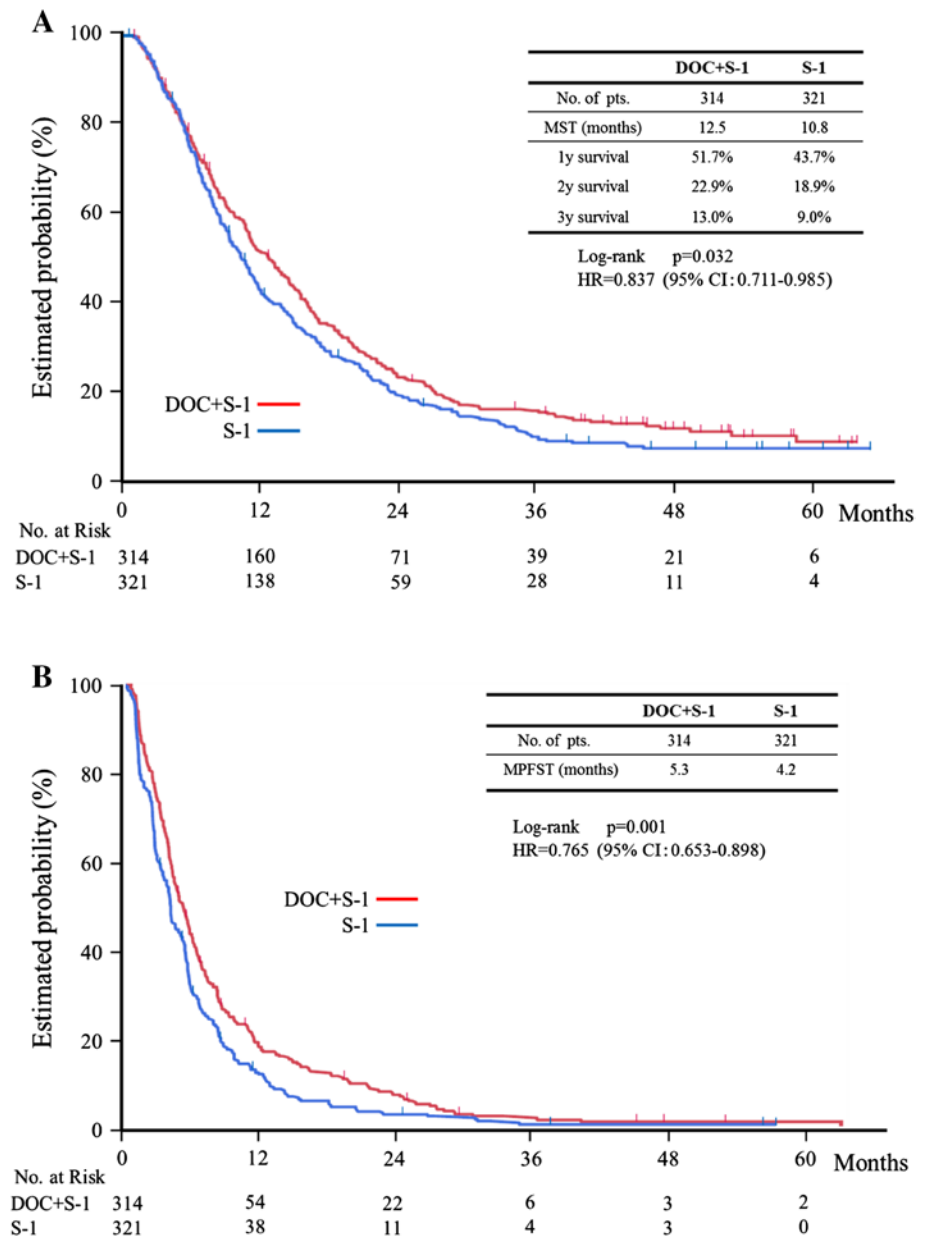 A
100
80
60
40
20
0
Estimated probability (%)
DOC+S-1 S-1
No. of pts. 314 321
MST (months) 12.5 10.8
1y survival 51.7% 43.7%
2y survival 22.9% 18.9%
3y survival 13.0% 9.0%
Log-rank p=0.032
HR=0.837 (95% CI: 0.711-0.985)
DOC+S-1
S-1
0 12 24 36 48 60 Months
No. at Risk
DOC+S-1 314 160 71 39 21 6
S-1 321 138 59 28 11 4
B
100
80
60
40
20
0
Estimated probability (%)
DOC+S-1 S-1
No. of pts. 314 321
MPFST (months) 5.3 4.2
Log-rank p=0.001
HR=0.765 (95% CI: 0.653-0.898)
DOC+S-1
S-1
0 12 24 36 48 60 Months
No. at Risk
DOC+S-1 314 54 22 6 3 2
S-1 321 38 11 4 3 0